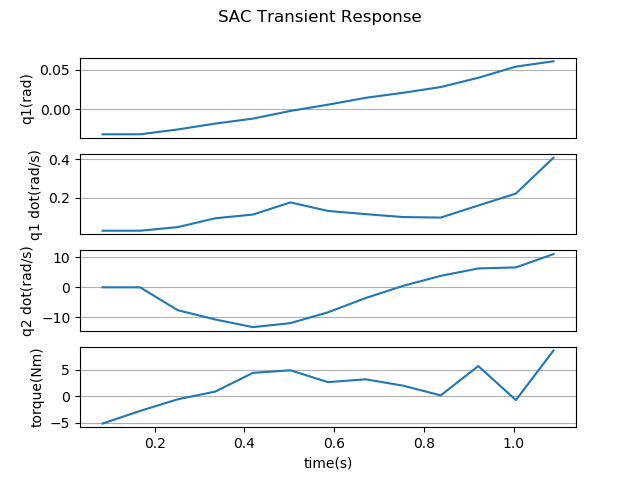 SAC Transient Response
q1(rad)
0.05
0.00
q1 dot(rad/s)
0.4
0.2
q2 dot(rad/s)
10
0
−10
torque(Nm)
5
0
−5
0.2 0.4 0.6 0.8 1.0
time(s)